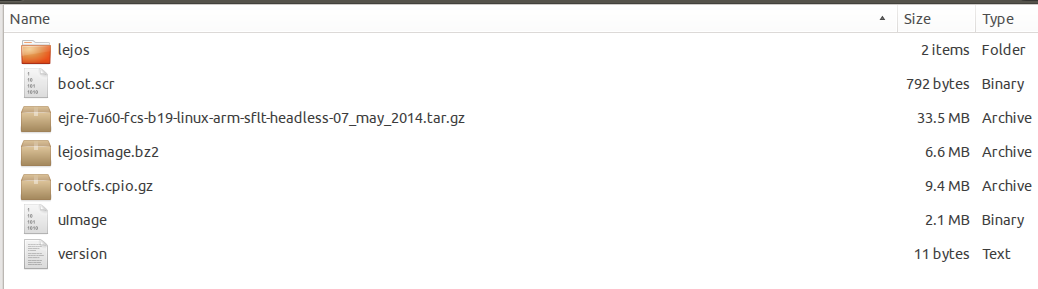 Name Size Type
lejos 2 items Folder
boot.scr 792 bytes Binary
ejre-7u60-fcs-b19-linux-arm-sflt-headless-07_may_2014.tar.gz 33.5 MB Archive
lejosimage.bz2 6.6 MB Archive
rootfs.cpio.gz 9.4 MB Archive
uImage 2.1 MB Binary
version 11 bytes Text